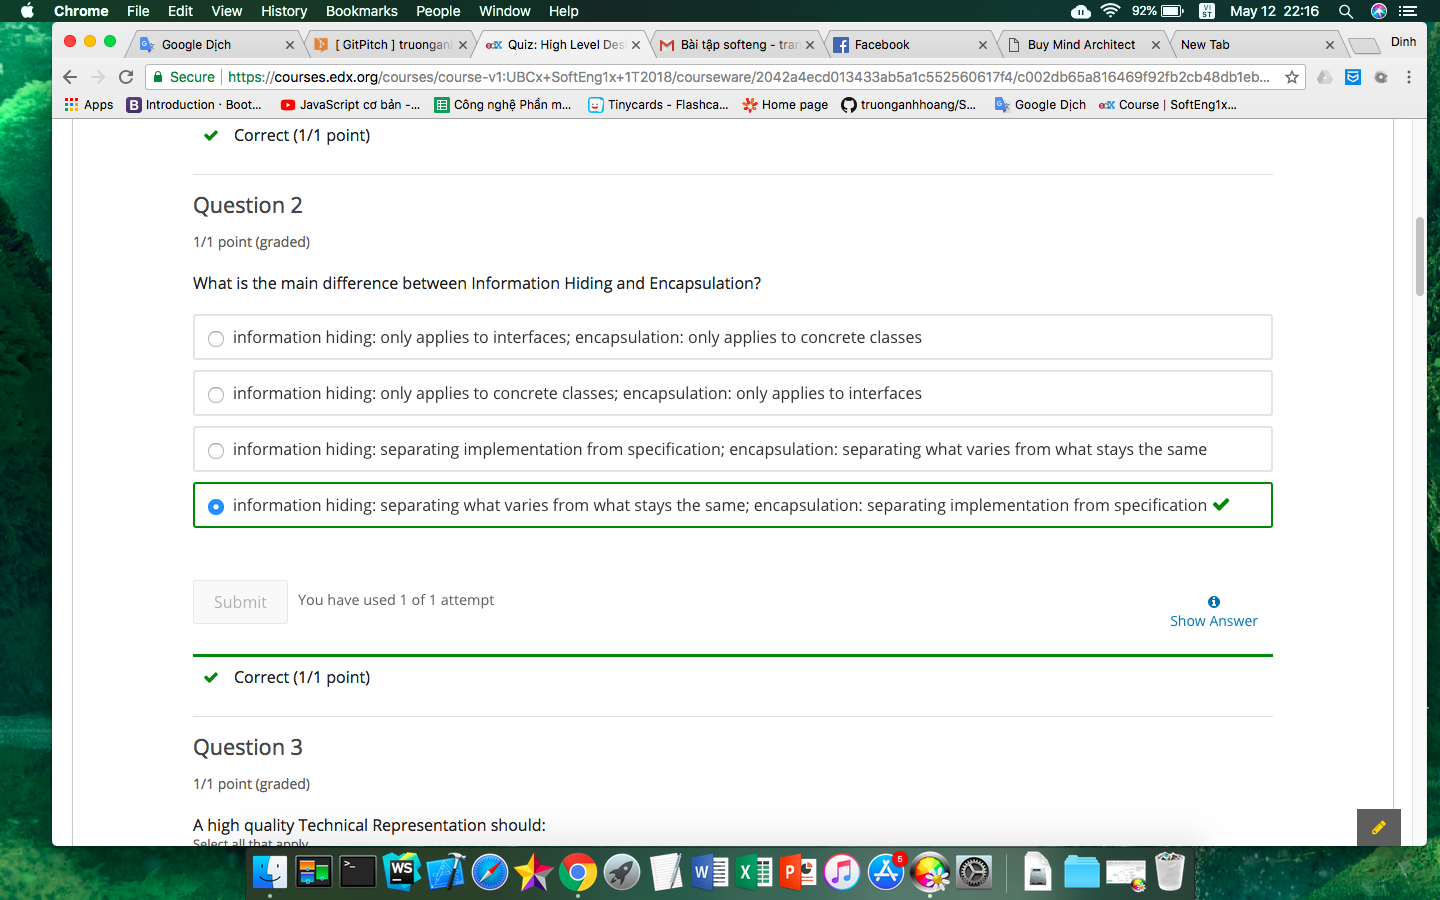 Chrome File Edit View History Bookmarks People Window Help 92% VI ST May 12 22:16
Google Dịch [ GitPitch ] truongan Quiz: High Level Des Bài tập softeng - tran Facebook Buy Mind Architect New Tab Dinh
Secure https://courses.edx.org/courses/course-v1:UBCx+SoftEng1x+1T2018/courseware/2042a4ecd013433ab5a1c552560617f4/c002db65a816469f92fb2cb48db1eb...
Apps Introduction · Boot... JavaScript cơ bản -... Công nghệ Phần m... Tinycards - Flashca... Home page truonganhhoang/S... Google Dịch Course | SoftEng1x...
Correct (1/1 point)
Question 2
1/1 point (graded)
What is the main difference between Information Hiding and Encapsulation?
information hiding: only applies to interfaces; encapsulation: only applies to concrete classes
information hiding: only applies to concrete classes; encapsulation: only applies to interfaces
information hiding: separating implementation from specification; encapsulation: separating what varies from what stays the same
information hiding: separating what varies from what stays the same; encapsulation: separating implementation from specification
Submit You have used 1 of 1 attempt
Show Answer
Correct (1/1 point)
Question 3
1/1 point (graded)
A high quality Technical Representation should:
Select all that apply
WS W X P 5